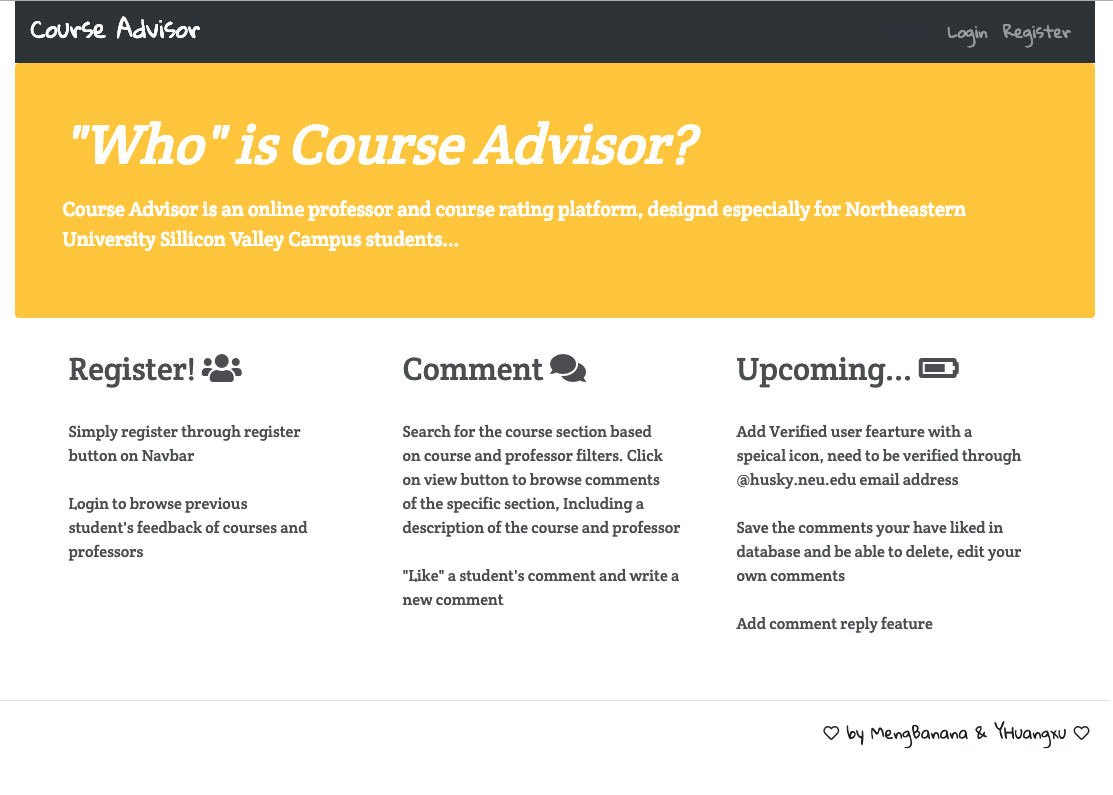 Course Advisor
Login Register
"Who" is Course Advisor?
Course Advisor is an online professor and course rating platform, designd especially for Northeastern
University Sillicon Valley Campus students...
Register!
Simply register through register
button on Navbar
Login to browse previous
student's feedback of courses and
professors
Comment
Search for the course section based
on course and professor filters. Click
on view button to browse comments
of the specific section, Including a
description of the course and professor
"Like" a student's comment and write a
new comment
Upcoming...
Add Verified user fearture with a
speical icon, need to be verified through
@husky.neu.edu email address
Save the comments your have liked in
database and be able to delete, edit your
own comments
Add comment reply feature
♡ by MengBanana & YHuangxu ♡